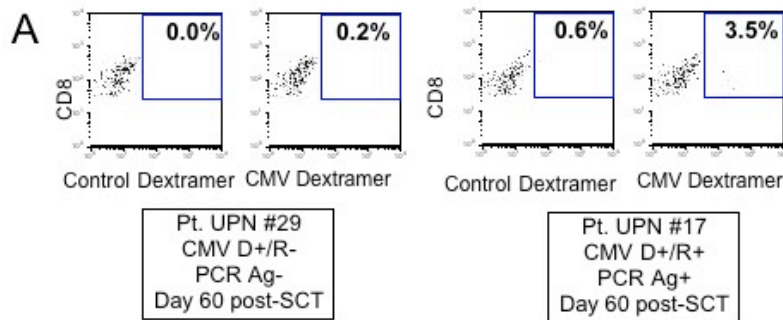 A
0.0%
0.2%
0.6%
3.5%
CD8
CD8
Control Dextramer
CMV Dextramer
Control Dextramer
CMV Dextramer
Pt. UPN #29
CMV D+/R-
PCR Ag-
Day 60 post-SCT
Pt. UPN #17
CMV D+/R+
PCR Ag+
Day 60 post-SCT